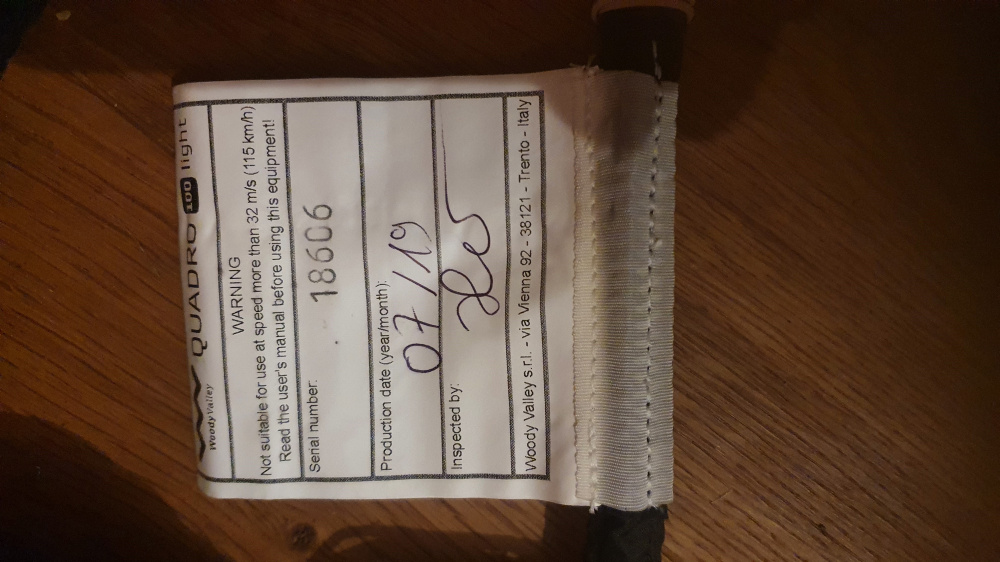 Woody Valley
QUADRO 100 light
WARNING
Not suitable for use at speed more than 32 m/s (115 km/h)
Read the user's manual before using this equipment!
Serial number: 18606
Production date (year/month):
07/19
Inspected by:
Woody Valley s.r.l. - via Vienna 92 - 38121 - Trento - Italy